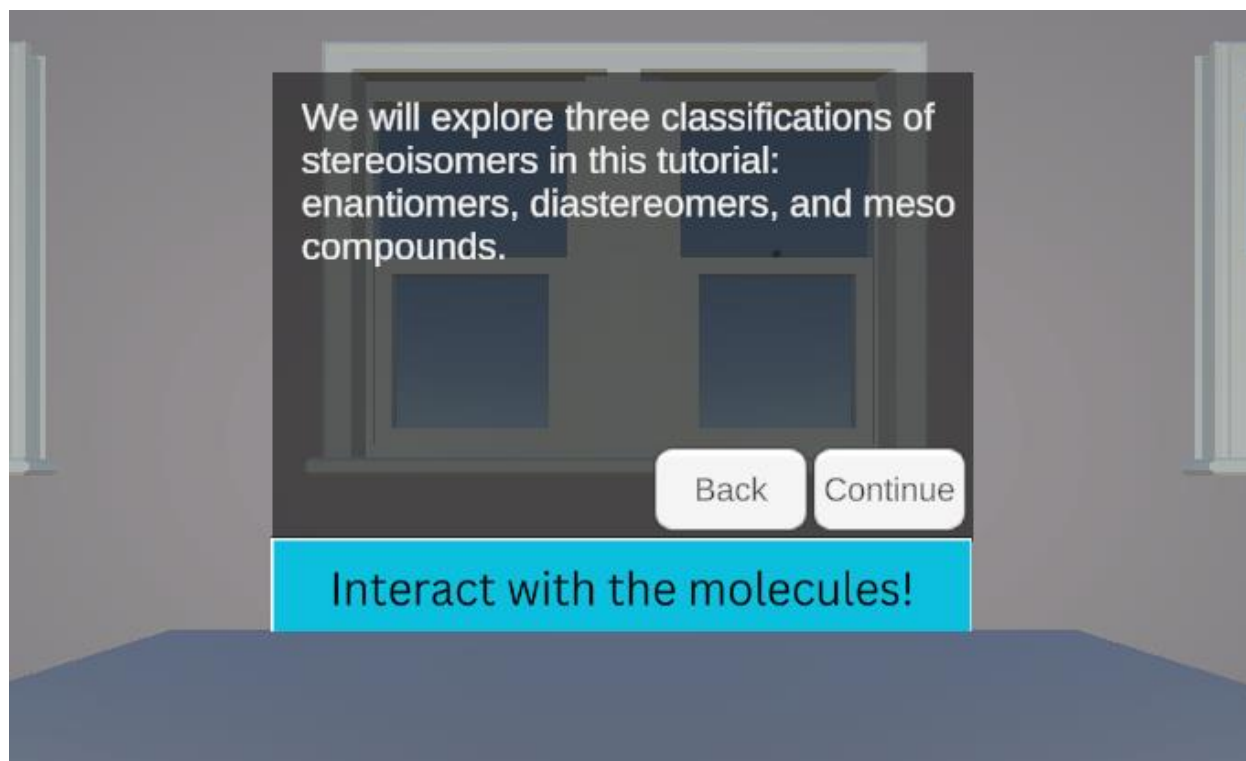 We will explore three classifications of
stereoisomers in this tutorial:
enantiomers, diastereomers, and meso
compounds.
Back Continue
Interact with the molecules!